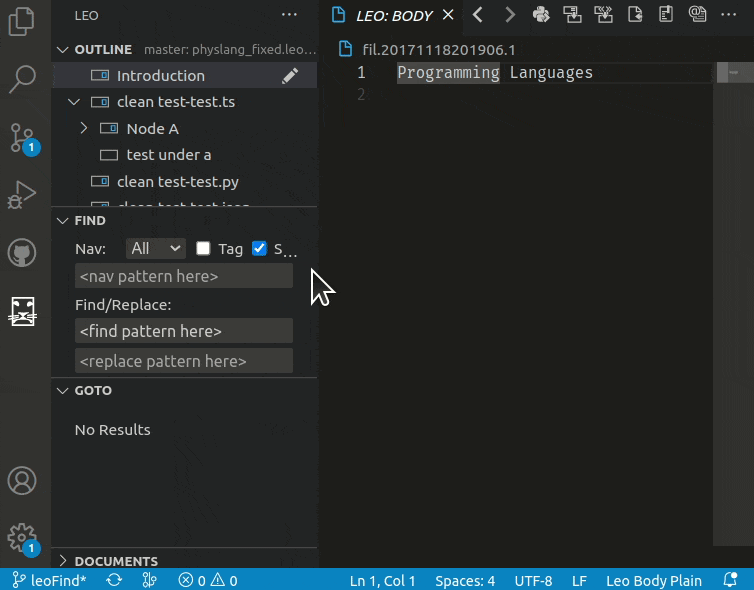 LEO
OUTLINE master: physlang_fixed.leo...
Introduction
clean test-test.ts
Node A
test under a
clean test-test.py
FIND
Nav: All Tag S...
<nav pattern here>
Find/Replace:
<find pattern here>
<replace pattern here>
GOTO
No Results
DOCUMENTS
LEO: BODY
fil.20171118201906.1
1 Programming Languages
2
1
1
leoFind* 0 0 Ln 1, Col 1 Spaces: 4 UTF-8 LF Leo Body Plain